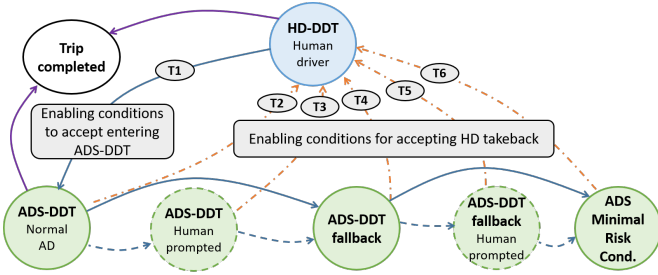 HD-DDT
Human
driver
Trip
completed
T1
T6
T5
T2
T3
T4
Enabling conditions
to accept entering
ADS-DDT
Enabling conditions for accepting HD takeback
ADS-DDT
Normal
AD
ADS-DDT
Human
prompted
ADS-DDT
fallback
ADS-DDT
fallback
Human
prompted
ADS
Minimal
Risk
Cond.